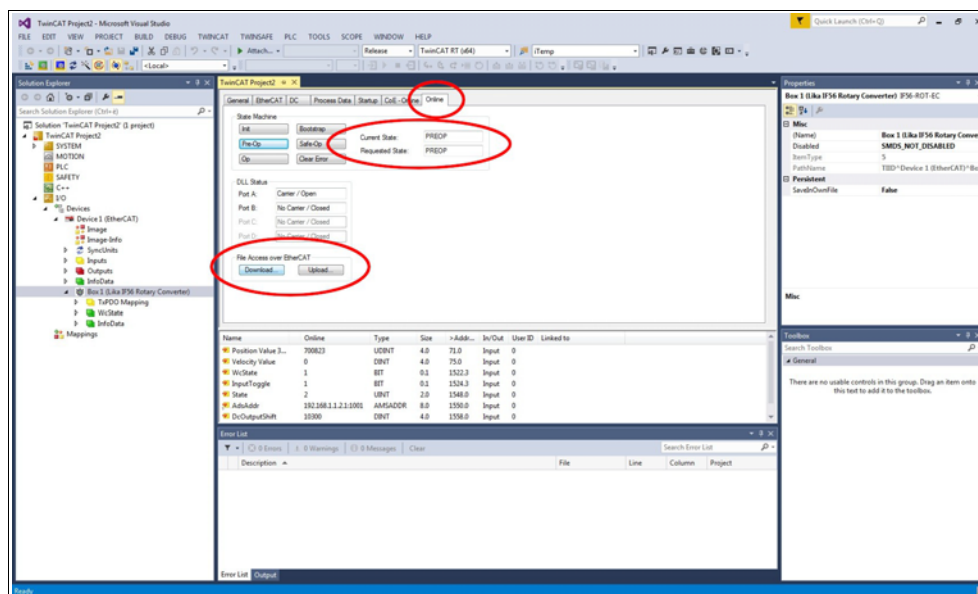 TwinCAT Project2 - Microsoft Visual Studio
Quick Launch (Ctrl+Q)
FILE EDIT VIEW PROJECT BUILD DEBUG TWINCAT TWINSAFE PLC TOOLS SCOPE WINDOW HELP
Attach... Release TwinCAT RT (x64) iTemp
<Local>
Solution Explorer
Search Solution Explorer (Ctrl+è)
Solution 'TwinCAT Project2' (1 project)
TwinCAT Project2
SYSTEM
MOTION
PLC
SAFETY
C++
I/O
Devices
Device 1 (EtherCAT)
Image
Image-Info
SyncUnits
Inputs
Outputs
InfoData
Box 1 (Lika IF56 Rotary Converter)
TxPDO Mapping
WcState
InfoData
Mappings
TwinCAT Project2
General EtherCAT DC Process Data Startup CoE - Online Online
State Machine
Init Bootstrap
Pre-Op Safe-Op
Op Clear Error
Current State: PREOP
Requested State: PREOP
DLL Status
Port A: Carrier / Open
Port B: No Carrier / Closed
Port C: No Carrier / Closed
Port D: No Carrier / Closed
File Access over EtherCAT
Download... Upload...
Name Online Type Size >Addr... In/Out User ID Linked to
Position Value 3... 700823 UDINT 4.0 71.0 Input 0
Velocity Value 0 DINT 4.0 75.0 Input 0
WcState 1 BIT 0.1 1522.3 Input 0
InputToggle 1 BIT 0.1 1524.3 Input 0
State 2 UINT 2.0 1548.0 Input 0
AdsAddr 192.168.1.1.2.1:1001 AMSADDR 8.0 1550.0 Input 0
DcOutputShift 10300 DINT 4.0 1558.0 Input 0
Error List
0 Errors 0 Warnings 0 Messages Clear
Search Error List
Description File Line Column Project
Error List Output
Properties
Box 1 (Lika IF56 Rotary Converter) IF56-ROT-EC
Misc
(Name) Box 1 (Lika IF56 Rotary Conve
Disabled SMDS_NOT_DISABLED
ItemType 5
PathName TIID^Device 1 (EtherCAT)^Bo
Persistent
SaveInOwnFile False
Misc
Toolbox
Search Toolbox
General
There are no usable controls in this group. Drag an item onto
this text to add it to the toolbox.
Ready